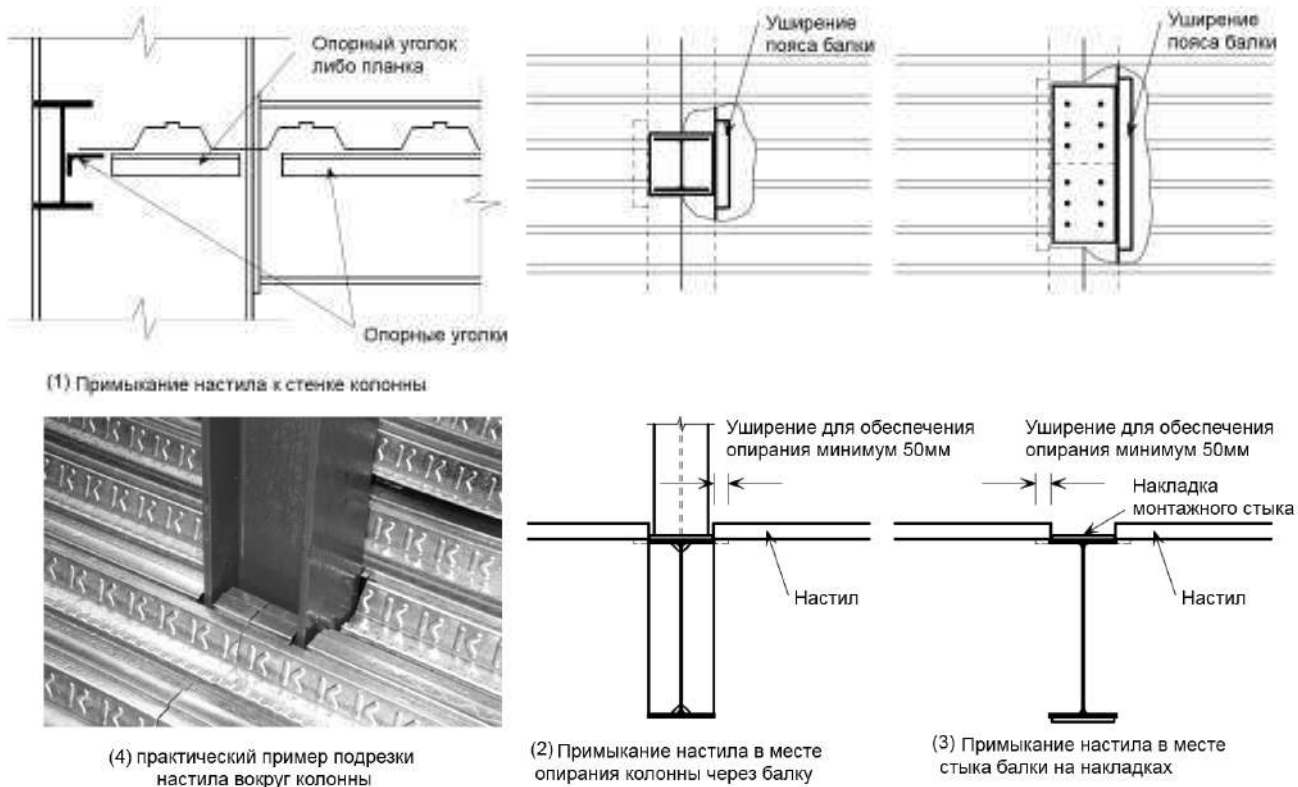 Опорный уголок
либо планка
Опорные уголки
(1) Примыкание настила к стенке колонны
Уширение
пояса балки
Уширение
пояса балки
(4) практический пример подрезки
настила вокруг колонны
Уширение для обеспечения
опирания минимум 50мм
Настил
(2) Примыкание настила в месте
опирания колонны через балку
Уширение для обеспечения
опирания минимум 50мм
Накладка
монтажного стыка
Настил
(3) Примыкание настила в месте
стыка балки на накладках